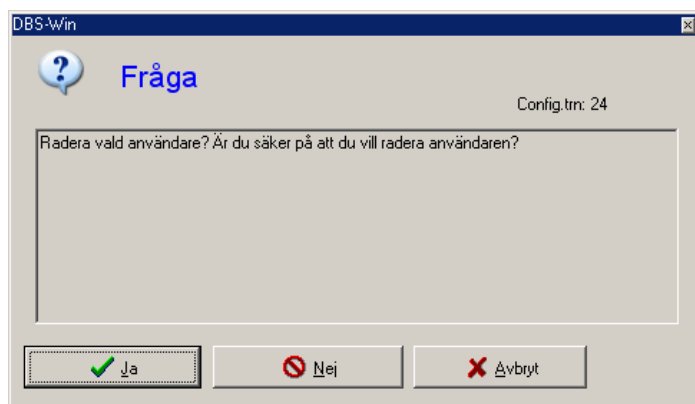 DBS-Win
Fråga
Config.trn: 24
Radera vald användare? Är du säker på att du vill radera användaren?
Ja
Nej
Avbryt